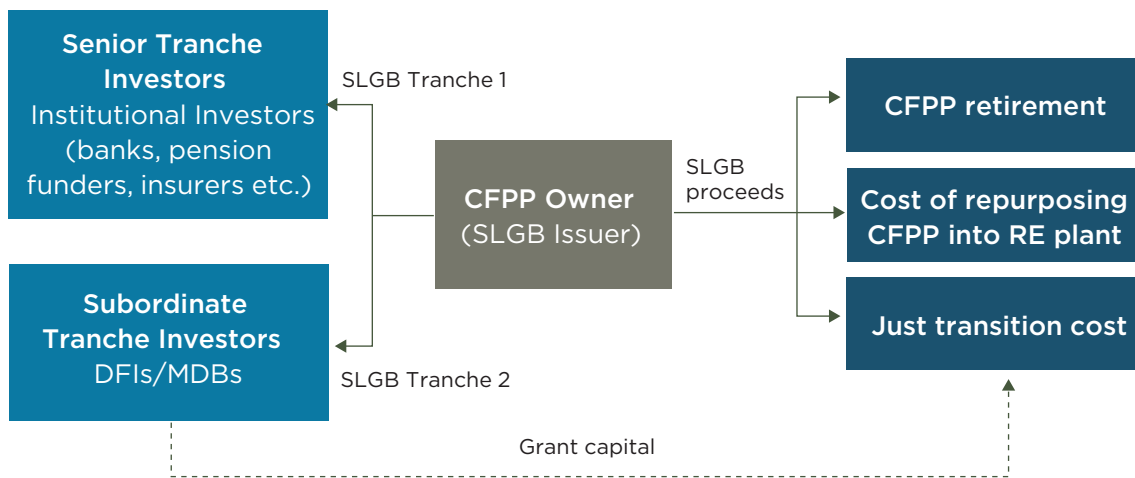 Senior Tranche
Investors
Institutional Investors
(banks, pension
funders, insurers etc.)
SLGB Tranche 1
Subordinate
Tranche Investors
DFIs/MDBs
SLGB Tranche 2
CFPP Owner
(SLGB Issuer)
SLGB
proceeds
CFPP retirement
Cost of repurposing
CFPP into RE plant
Just transition cost
Grant capital